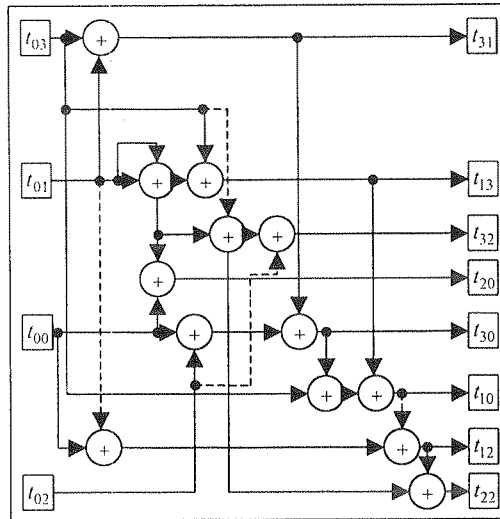 t03 + t31
t01 + + t13
+ + t32
+ t20
t00 + + t30
+ + t10
+ + t12
t02 + t22